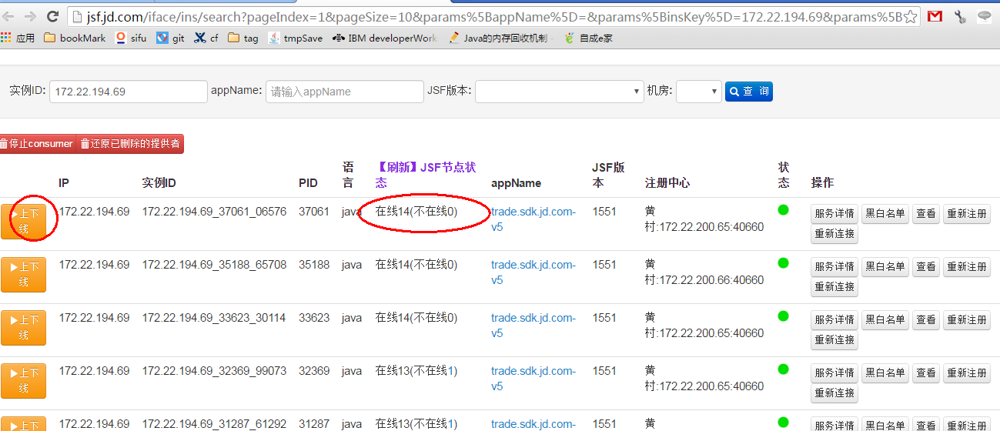 jsf.jd.com/iface/ins/search?pageIndex=1&pageSize=10&params%5BappName%5D=&params%5BinsKey%5D=172.22.194.69&params%5
应用 bookMark sifu git cf tag tmpSave IBM developerWork Java的内存回收机制 自成e家
实例ID: 172.22.194.69 appName: 请输入appName JSF版本: 机房: 查 询
停止consumer 还原已删除的提供者
IP 实例ID PID 语言 【刷新】JSF节点状态 appName JSF版本 注册中心 状态 操作
上下线 172.22.194.69 172.22.194.69_37061_06576 37061 java 在线14(不在线0) trade.sdk.jd.com-v5 1551 黄村:172.22.200.65:40660 服务详情 黑白名单 查看 重新注册 重新连接
上下线 172.22.194.69 172.22.194.69_35188_65708 35188 java 在线14(不在线0) trade.sdk.jd.com-v5 1551 黄村:172.22.200.66:40660 服务详情 黑白名单 查看 重新注册 重新连接
上下线 172.22.194.69 172.22.194.69_33623_30114 33623 java 在线14(不在线0) trade.sdk.jd.com-v5 1551 黄村:172.22.200.65:40660 服务详情 黑白名单 查看 重新注册 重新连接
上下线 172.22.194.69 172.22.194.69_32369_99073 32369 java 在线13(不在线1) trade.sdk.jd.com-v5 1551 黄村:172.22.200.65:40660 服务详情 黑白名单 查看 重新注册 重新连接
上下 172.22.194.69 172.22.194.69_31287_61292 31287 java 在线13(不在线1) trade.sdk.jd.com- 1551 黄 服务详情 黑白名单 查看 重新注册